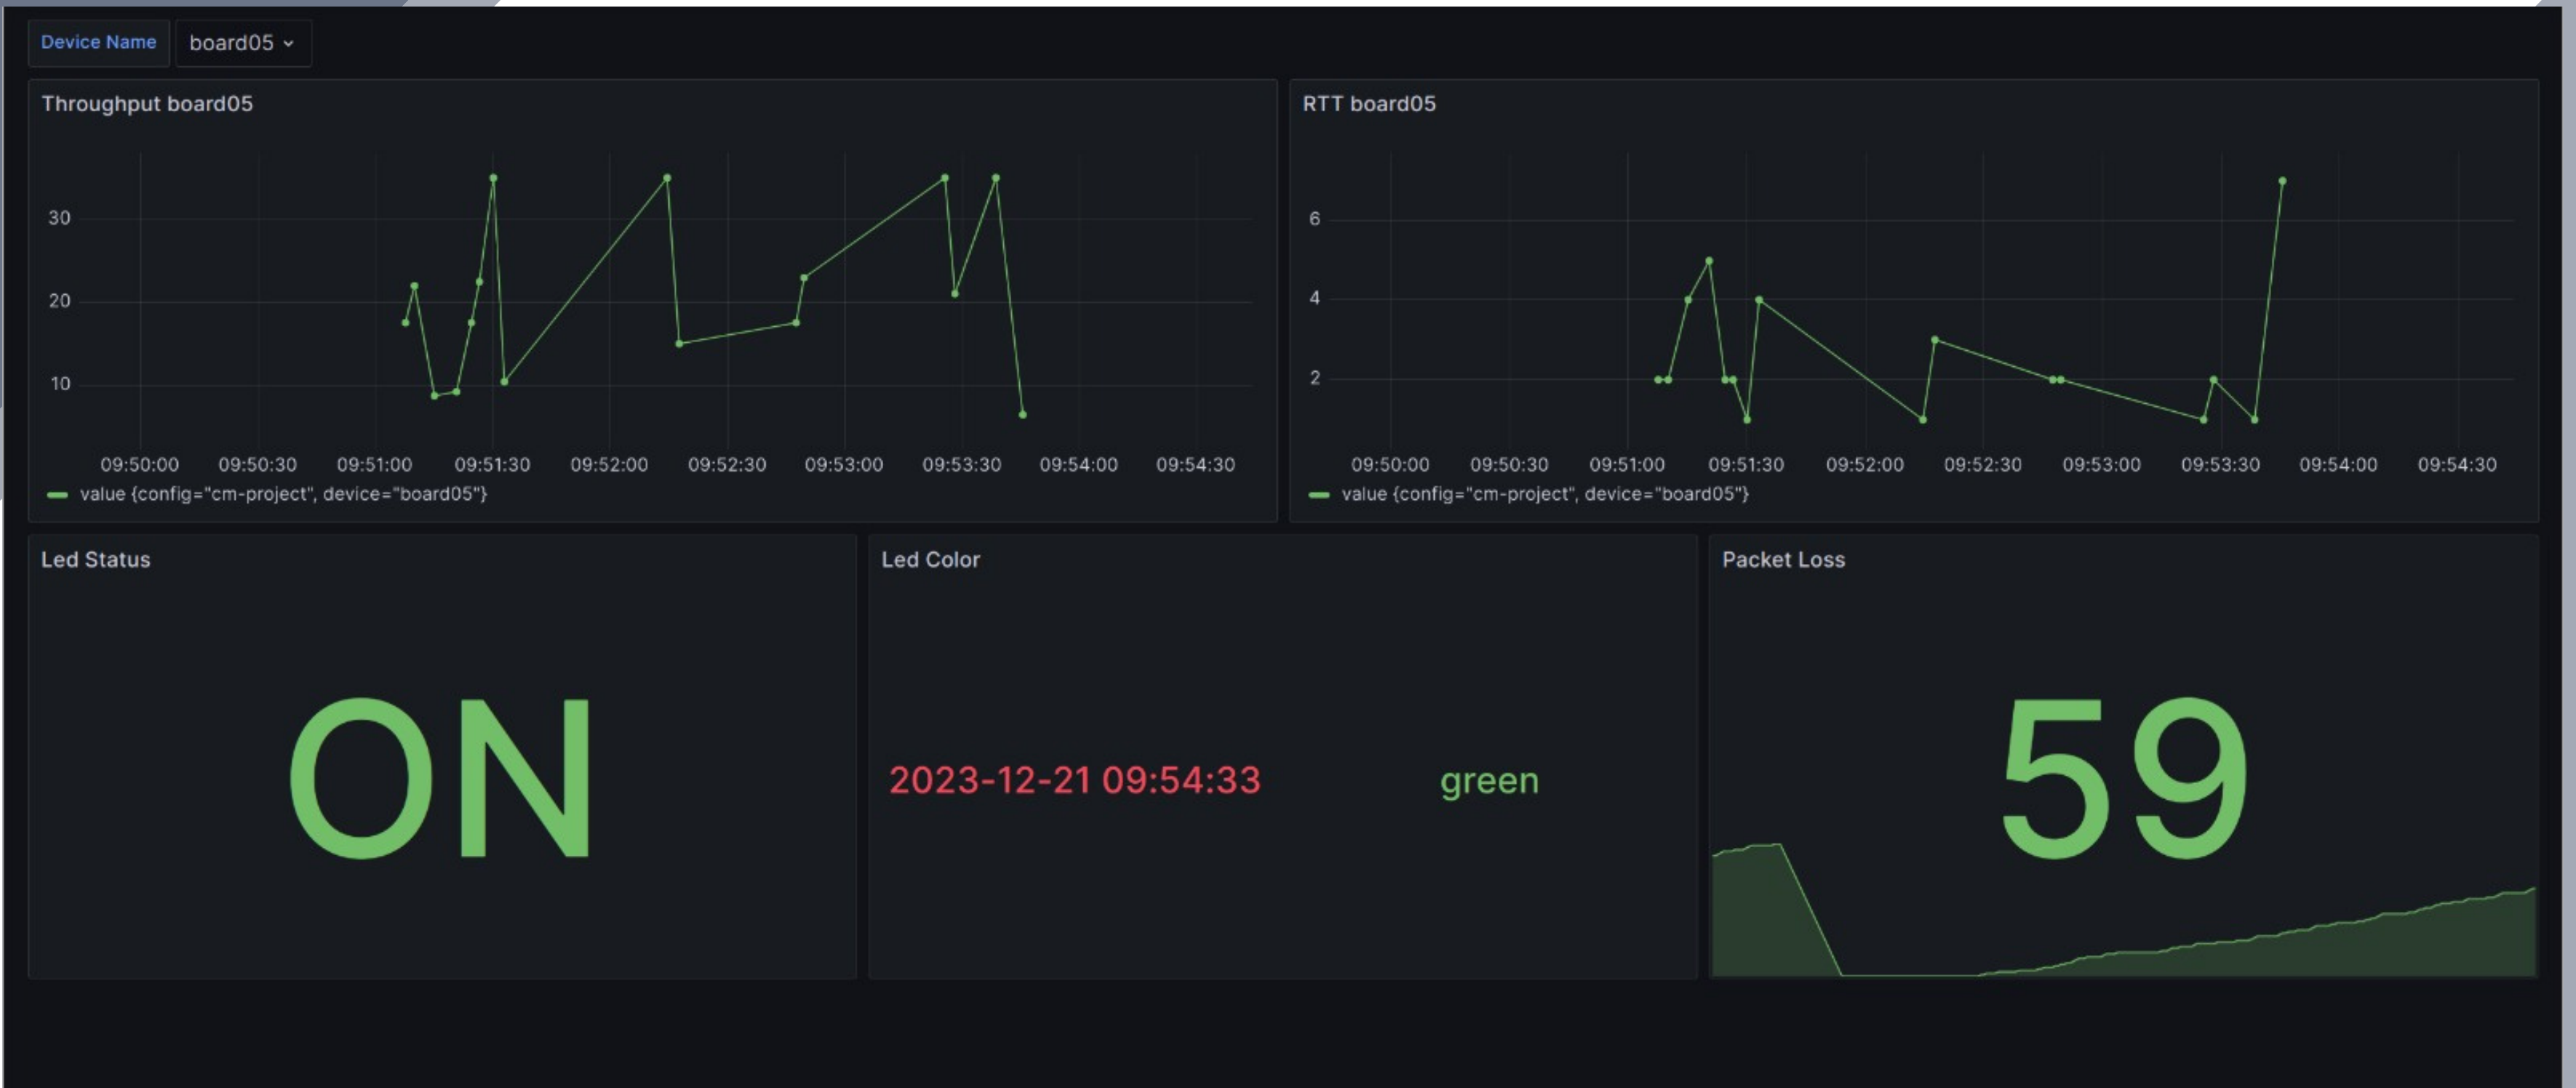 Device Name board05
Throughput board05
30
20
10
09:50:00 09:50:30 09:51:00 09:51:30 09:52:00 09:52:30 09:53:00 09:53:30 09:54:00 09:54:30
value {config="cm-project", device="board05"}
RTT board05
6
4
2
09:50:00 09:50:30 09:51:00 09:51:30 09:52:00 09:52:30 09:53:00 09:53:30 09:54:00 09:54:30
value {config="cm-project", device="board05"}
Led Status
ON
Led Color
2023-12-21 09:54:33 green
Packet Loss
59